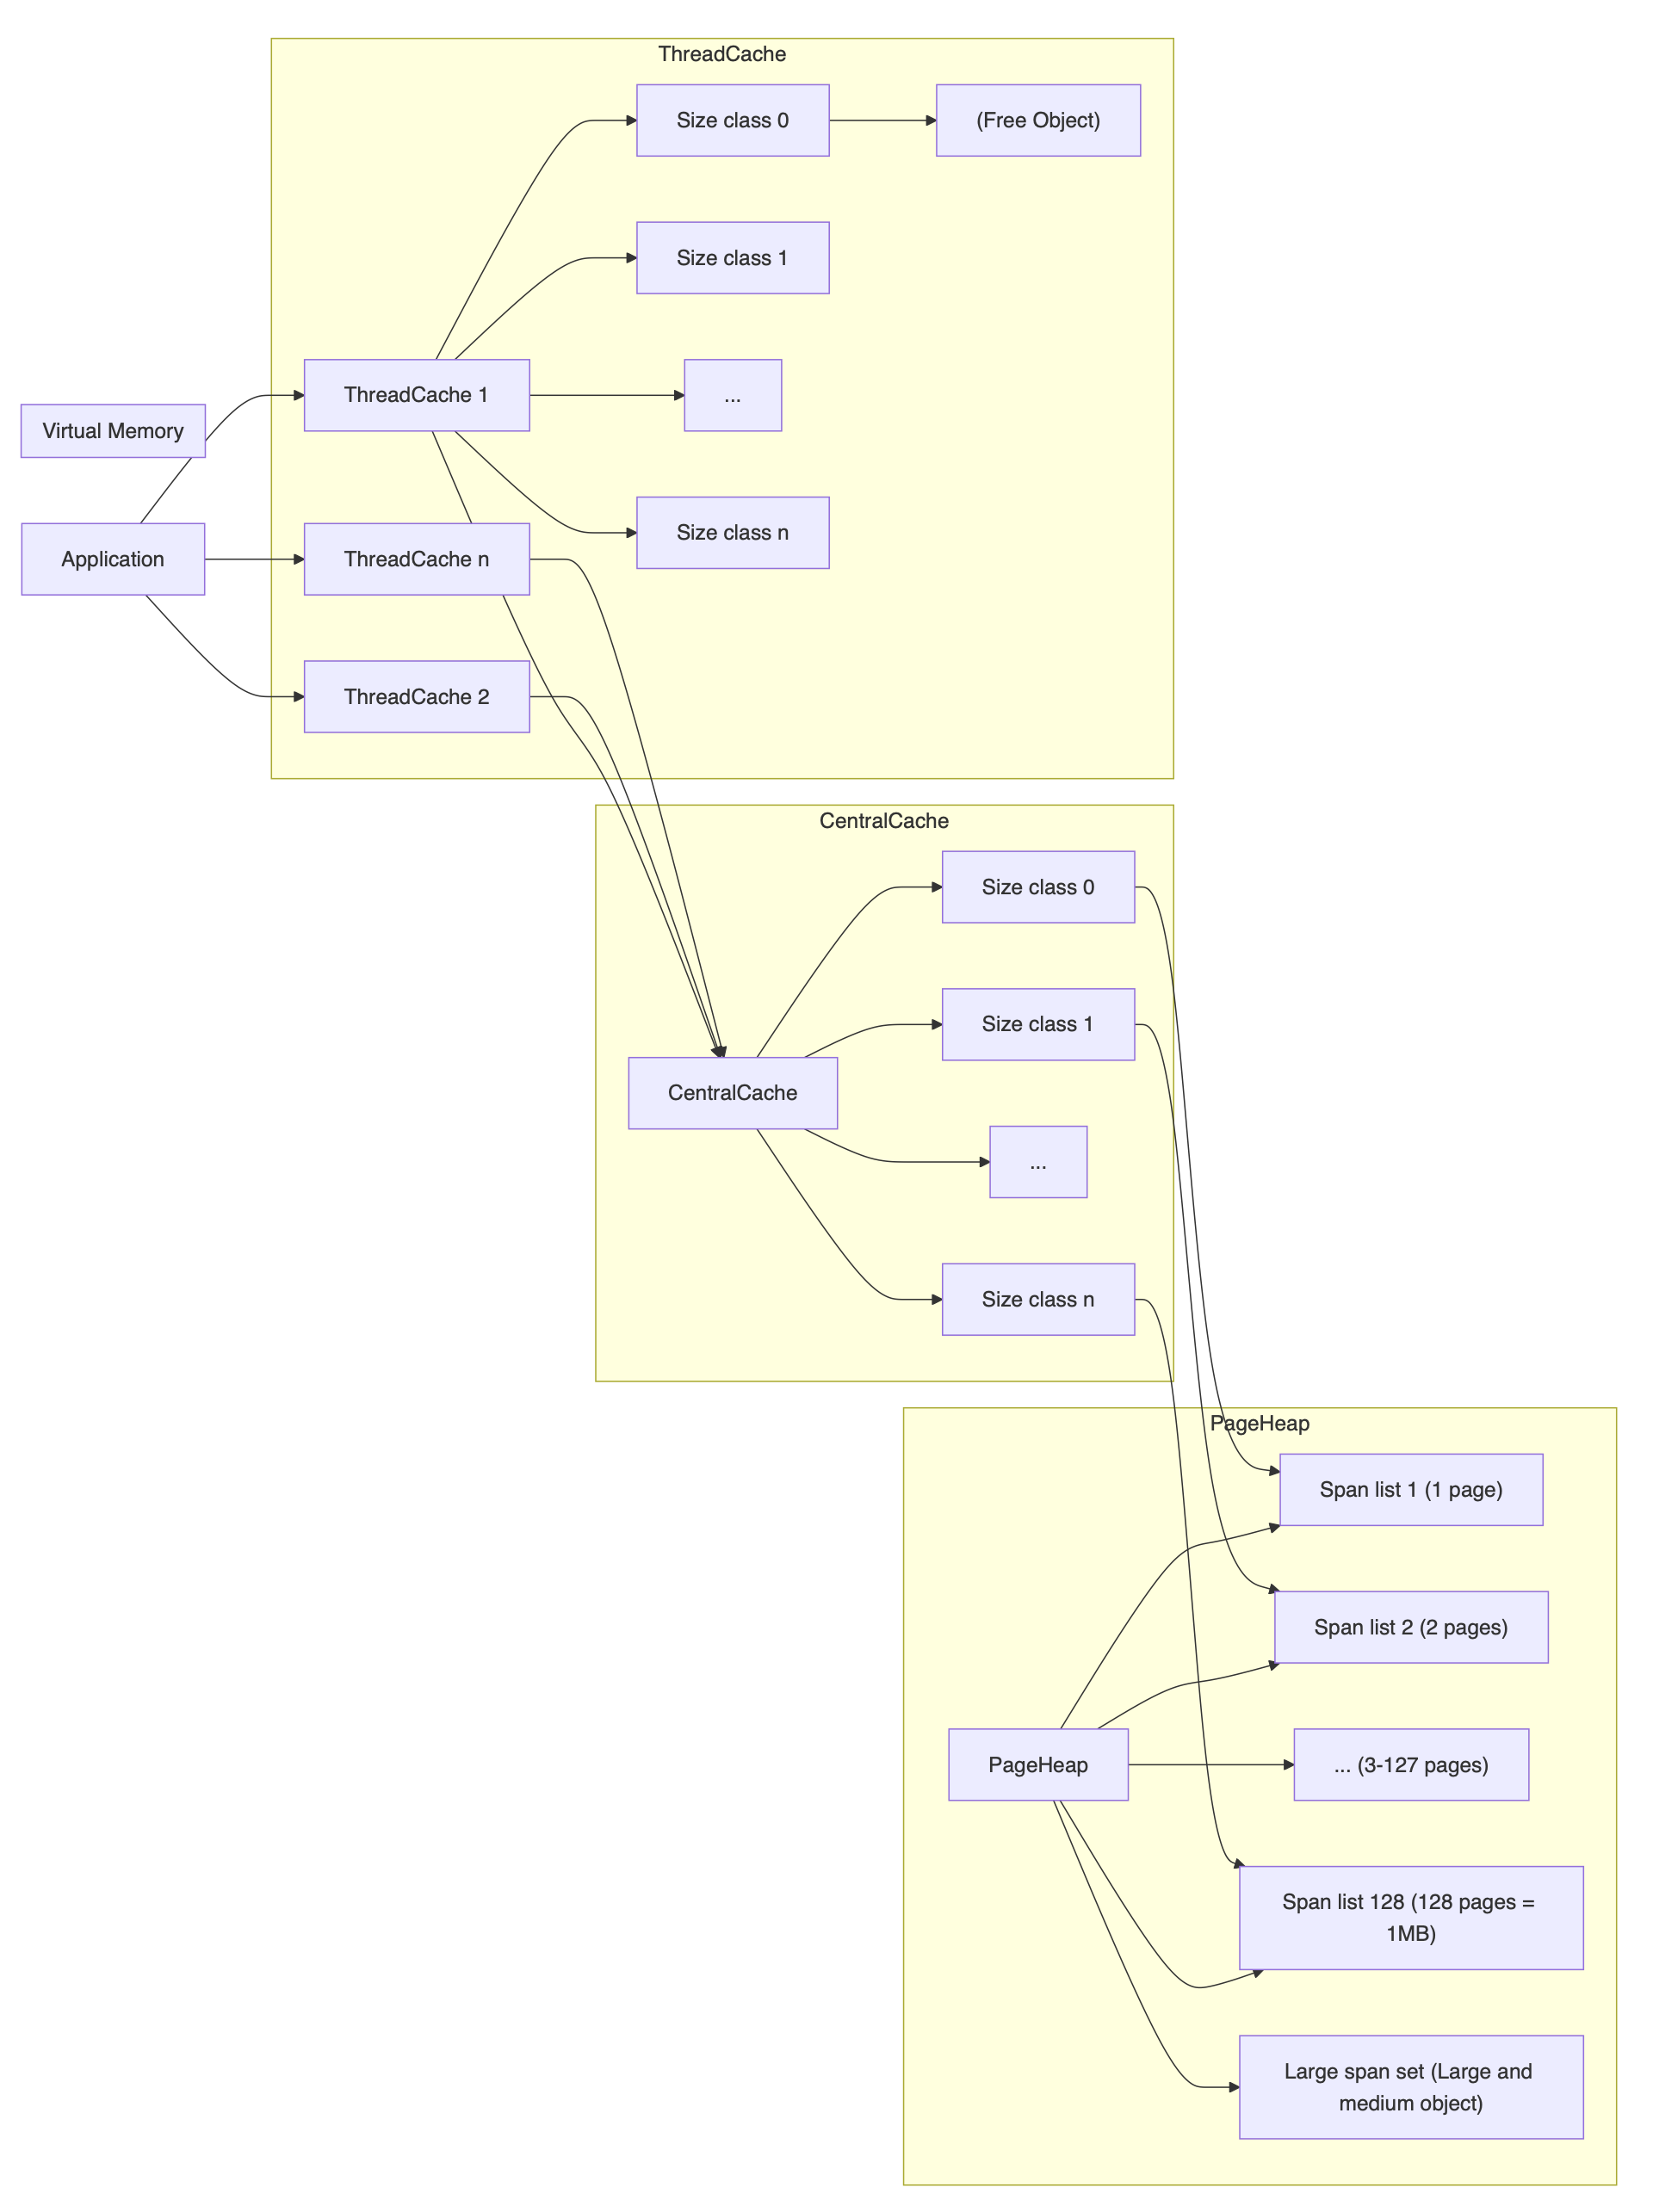 ThreadCache
Size class 0
(Free Object)
Size class 1
ThreadCache 1
...
Virtual Memory
Size class n
Application
ThreadCache n
ThreadCache 2
CentralCache
Size class 0
Size class 1
CentralCache
...
Size class n
PageHeap
Span list 1 (1 page)
Span list 2 (2 pages)
PageHeap
... (3-127 pages)
Span list 128 (128 pages =
1MB)
Large span set (Large and
medium object)